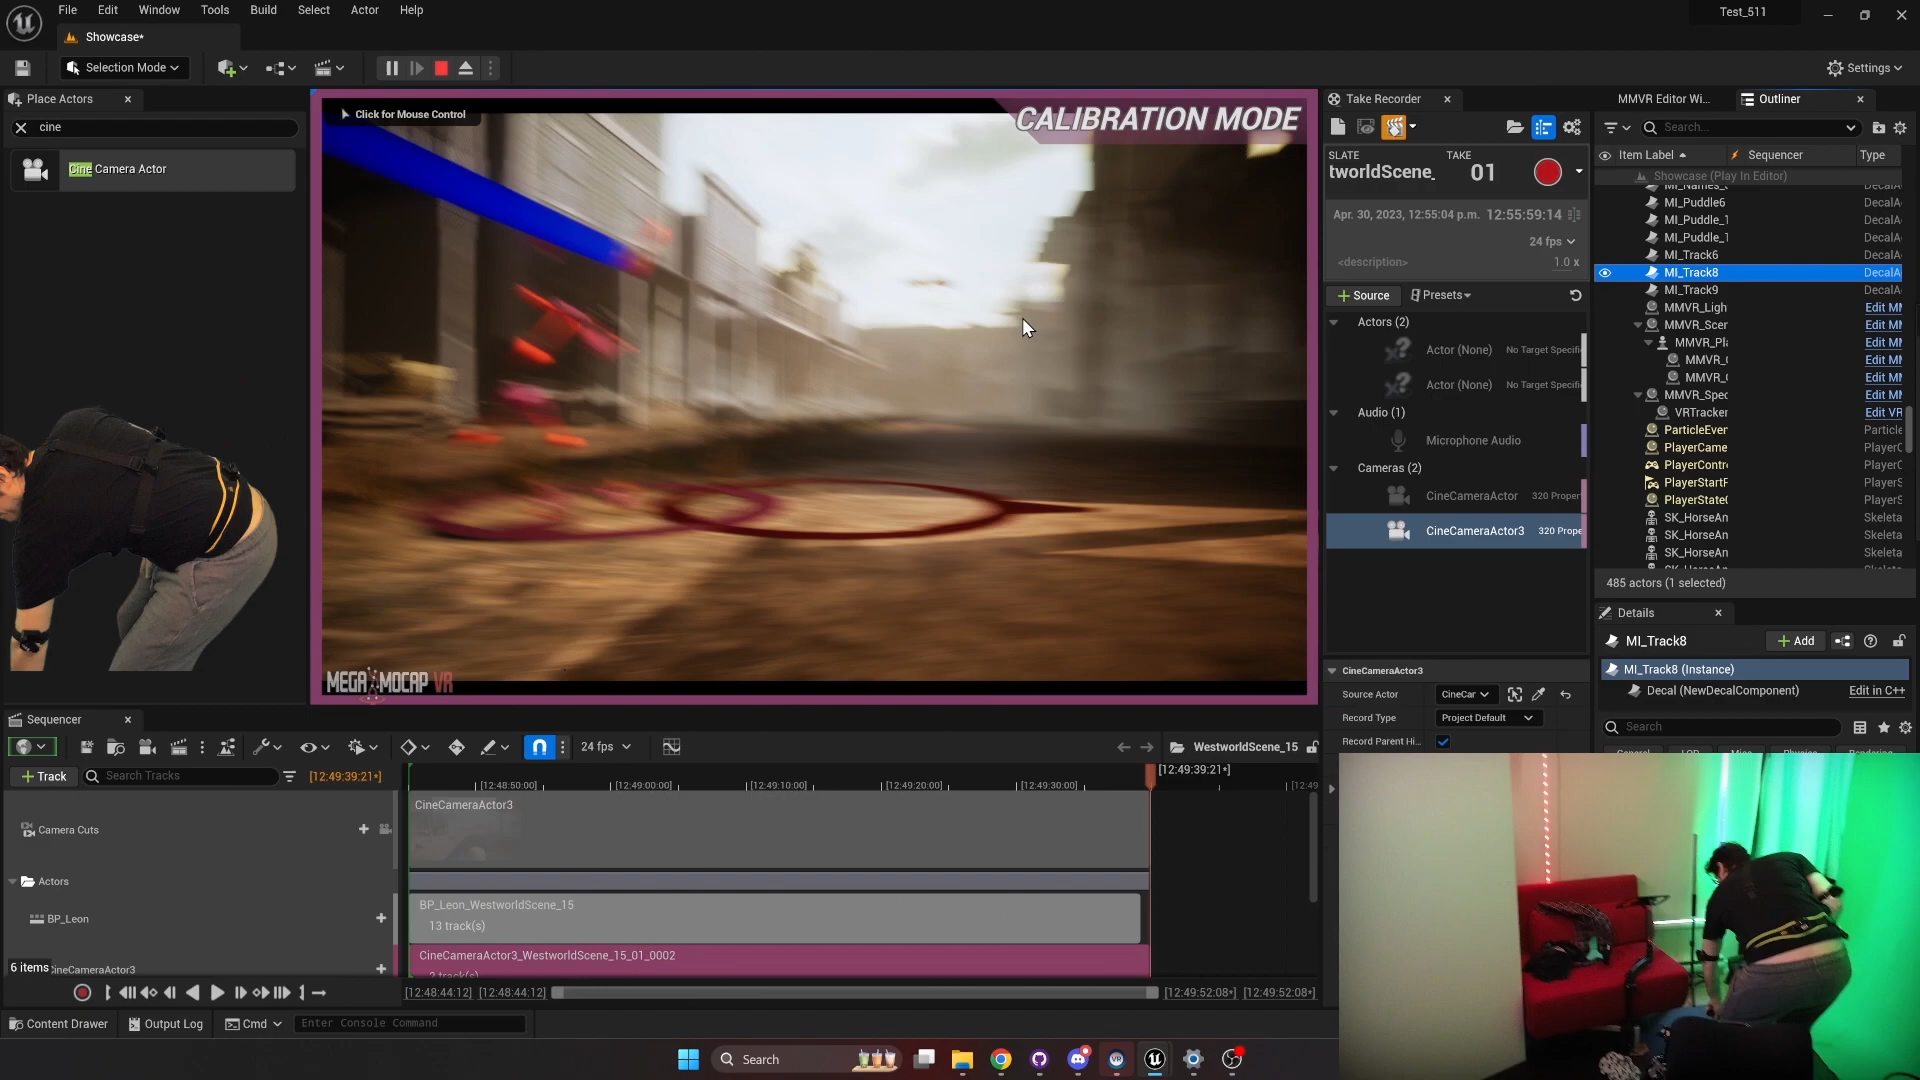 File Edit Window Tools Build Select Actor Help
Test_511
Showcase*
Selection Mode
Settings
Place Actors
cine
Cine Camera Actor
Click for Mouse Control
CALIBRATION MODE
MEGA MOCAP VR
Take Recorder
SLATE TAKE
tworldScene_ 01
Apr. 30, 2023, 12:55:04 p.m. 12:55:59:14
24 fps
<description> 1.0 x
Source Presets
Actors (2)
Actor (None) No Target Specifi
Actor (None) No Target Specifi
Audio (1)
Microphone Audio
Cameras (2)
CineCameraActor 320 Proper
CineCameraActor3 320 Prope
CineCameraActor3
Source Actor CineCar
Record Type Project Default
Record Parent Hi...
MMVR Editor Wi... Outliner
Search...
Item Label Sequencer Type
Showcase (Play In Editor)
MI_Puddle6 DecalA
MI_Puddle_1 DecalA
MI_Puddle_1 DecalA
MI_Track6 DecalA
MI_Track8 DecalA
MI_Track9 DecalA
MMVR_Ligh Edit MI
MMVR_Scer Edit MI
MMVR_Pla Edit MI
MMVR_( Edit MI
MMVR_( Edit MI
MMVR_Spec Edit MI
VRTracker Edit VR
ParticleEven Particle
PlayerCame PlayerC
PlayerContr PlayerC
PlayerStartF PlayerS
PlayerState( PlayerS
SK_HorseAn Skeleta
SK_HorseAn Skeleta
SK_HorseAn Skeleta
485 actors (1 selected)
Details
MI_Track8 Add
MI_Track8 (Instance)
Decal (NewDecalComponent) Edit in C++
Search
Sequencer
24 fps
WestworldScene_15
Track Search Tracks [12:49:39:21*]
[12:49:39:21*]
[12:48:50:00] [12:49:00:00] [12:49:10:00] [12:49:20:00] [12:49:30:00] [12:49
CineCameraActor3
Camera Cuts
Actors
BP_Leon
BP_Leon_WestworldScene_15
13 track(s)
CineCameraActor3_WestworldScene_15_01_0002
2 track(s)
6 items CineCameraActor3
[12:48:44:12] [12:48:44:12] [12:49:52:08*] [12:49:52:08*]
Content Drawer Output Log Cmd Enter Console Command
Search